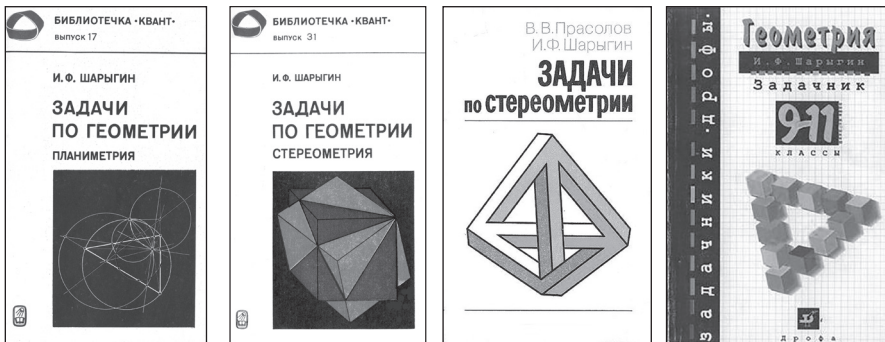 БИБЛИОТЕЧКА •КВАНТ•
ВЫПУСК 17
И.Ф. ШАРЫГИН
ЗАДАЧИ
ПО ГЕОМЕТРИИ
ПЛАНИМЕТРИЯ
БИБЛИОТЕЧКА •КВАНТ•
ВЫПУСК 31
И.Ф. ШАРЫГИН
ЗАДАЧИ
ПО ГЕОМЕТРИИ
СТЕРЕОМЕТРИЯ
В.В.Прасолов
И.Ф.Шарыгин
ЗАДАЧИ
по стереометрии
задачники •дрофы•
Геометрия
И.Ф.Шарыгин
Задачник
9-11
КЛАССЫ
Дрофа